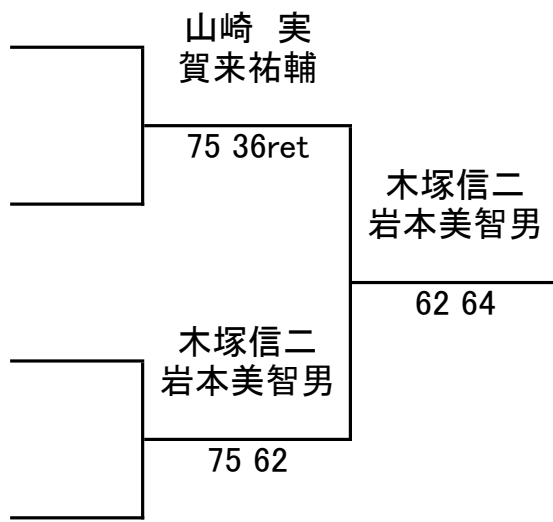 山崎　実
賀来祐輔
75 36ret
木塚信二
岩本美智男
62 64
木塚信二
岩本美智男
75 62